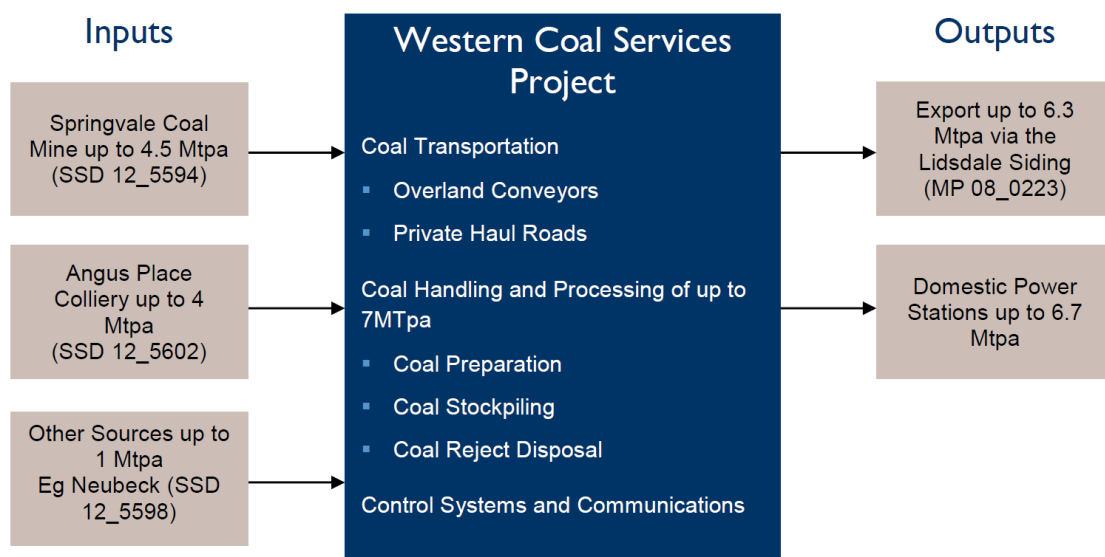 Inputs
Springvale Coal
Mine up to 4.5 Mtpa
(SSD 12_5594)
Angus Place
Colliery up to 4
Mtpa
(SSD 12_5602)
Other Sources up to
1 Mtpa
Eg Neubeck (SSD
12_5598)
Western Coal Services
Project
Coal Transportation
▪ Overland Conveyors
▪ Private Haul Roads
Coal Handling and Processing of up to
7MTpa
▪ Coal Preparation
▪ Coal Stockpiling
▪ Coal Reject Disposal
Control Systems and Communications
Outputs
Export up to 6.3
Mtpa via the
Lidsdale Siding
(MP 08_0223)
Domestic Power
Stations up to 6.7
Mtpa